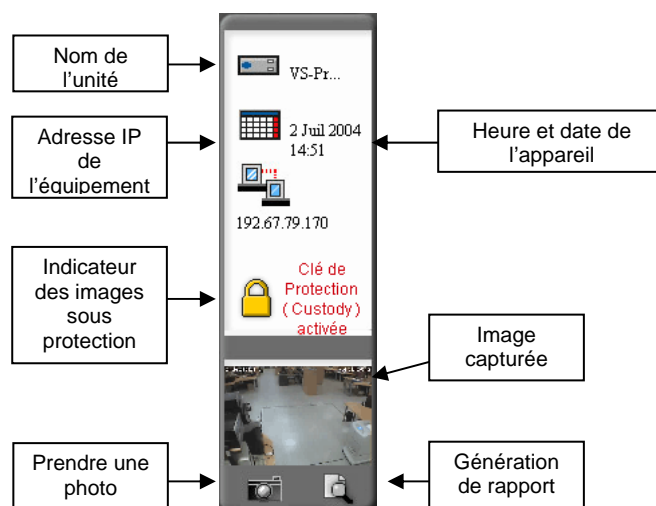 Nom de
l'unité
VS-Pr...
Adresse IP
de
l'équipement
2 Juil 2004
14:51
Heure et date de
l'appareil
192.67.79.170
Indicateur
des images
sous
protection
Clé de
Protection
( Custody )
activée
Image
capturée
Prendre une
photo
Génération
de rapport